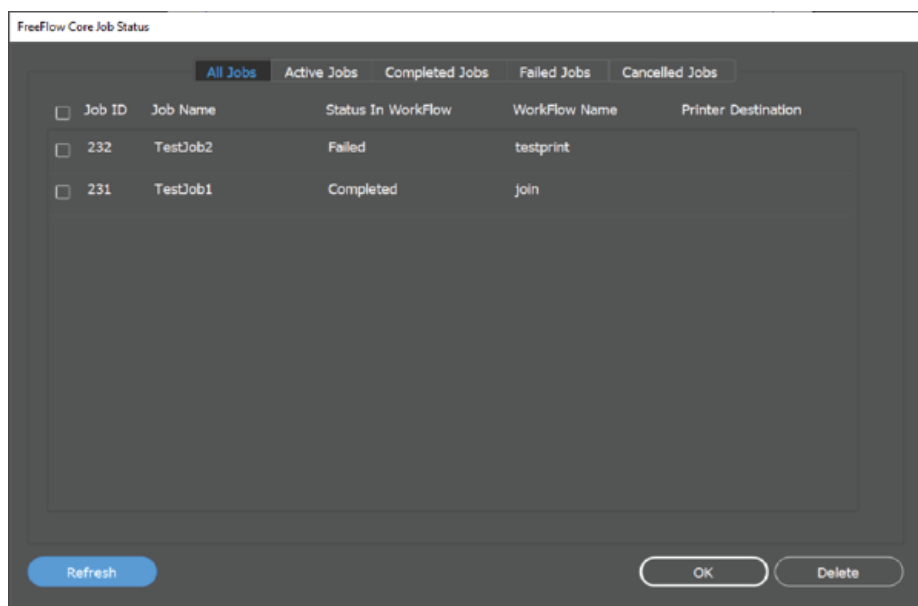 FreeFlow Core Job Status
All Jobs Active Jobs Completed Jobs Failed Jobs Cancelled Jobs
Job ID Job Name Status In WorkFlow WorkFlow Name Printer Destination
232 TestJob2 Failed testprint
231 TestJob1 Completed join
Refresh OK Delete